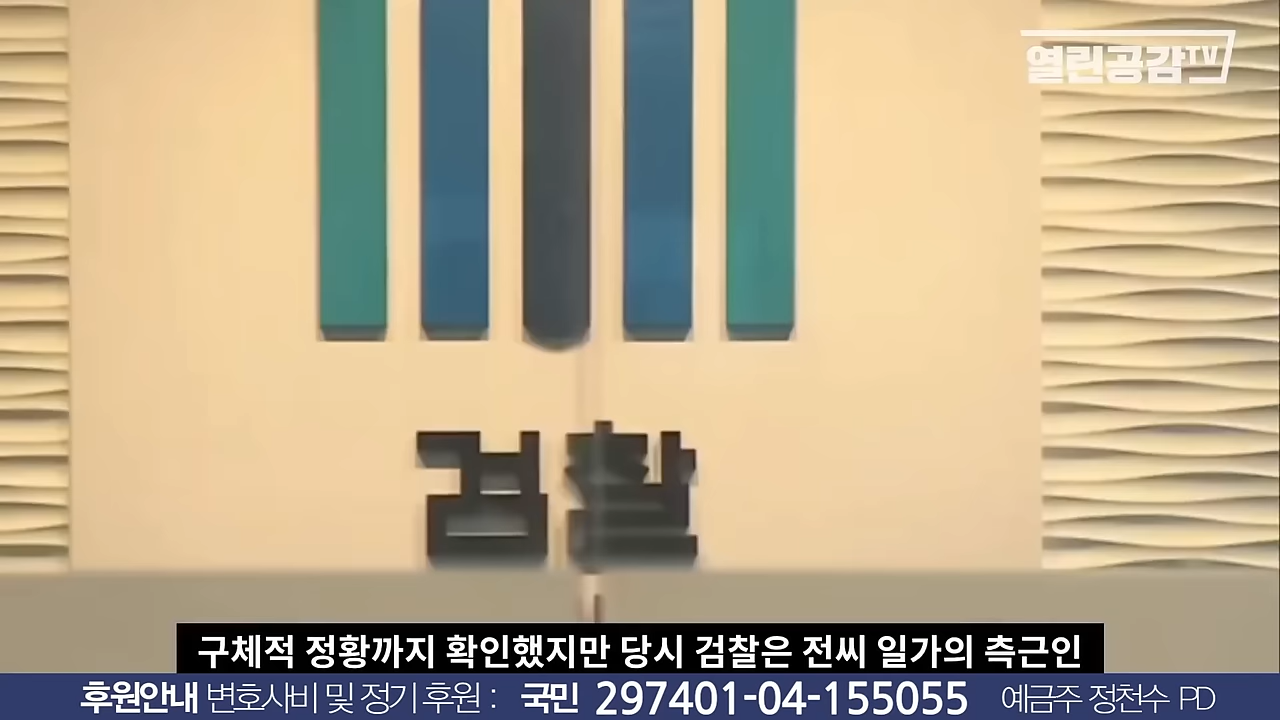 열린공감TV
검찰
구체적 정황까지 확인했지만 당시 검찰은 전씨 일가의 측근인
후원안내 변호사비 및 정기 후원 : 국민 297401-04-155055 예금주 정천수 PD